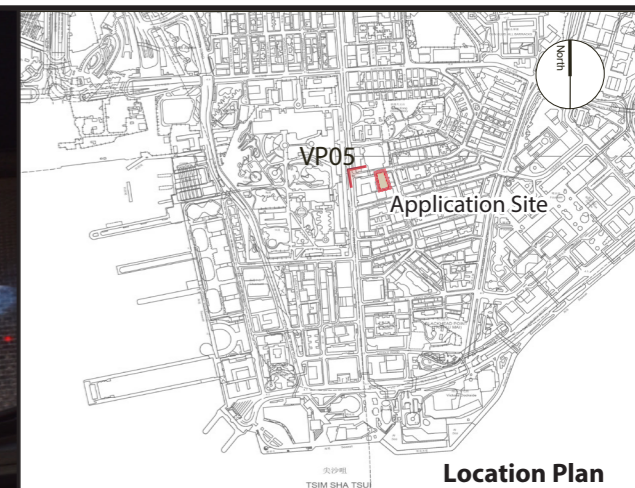 North
VP05
Application Site
尖沙咀
TSIM SHA TSUI
Location Plan